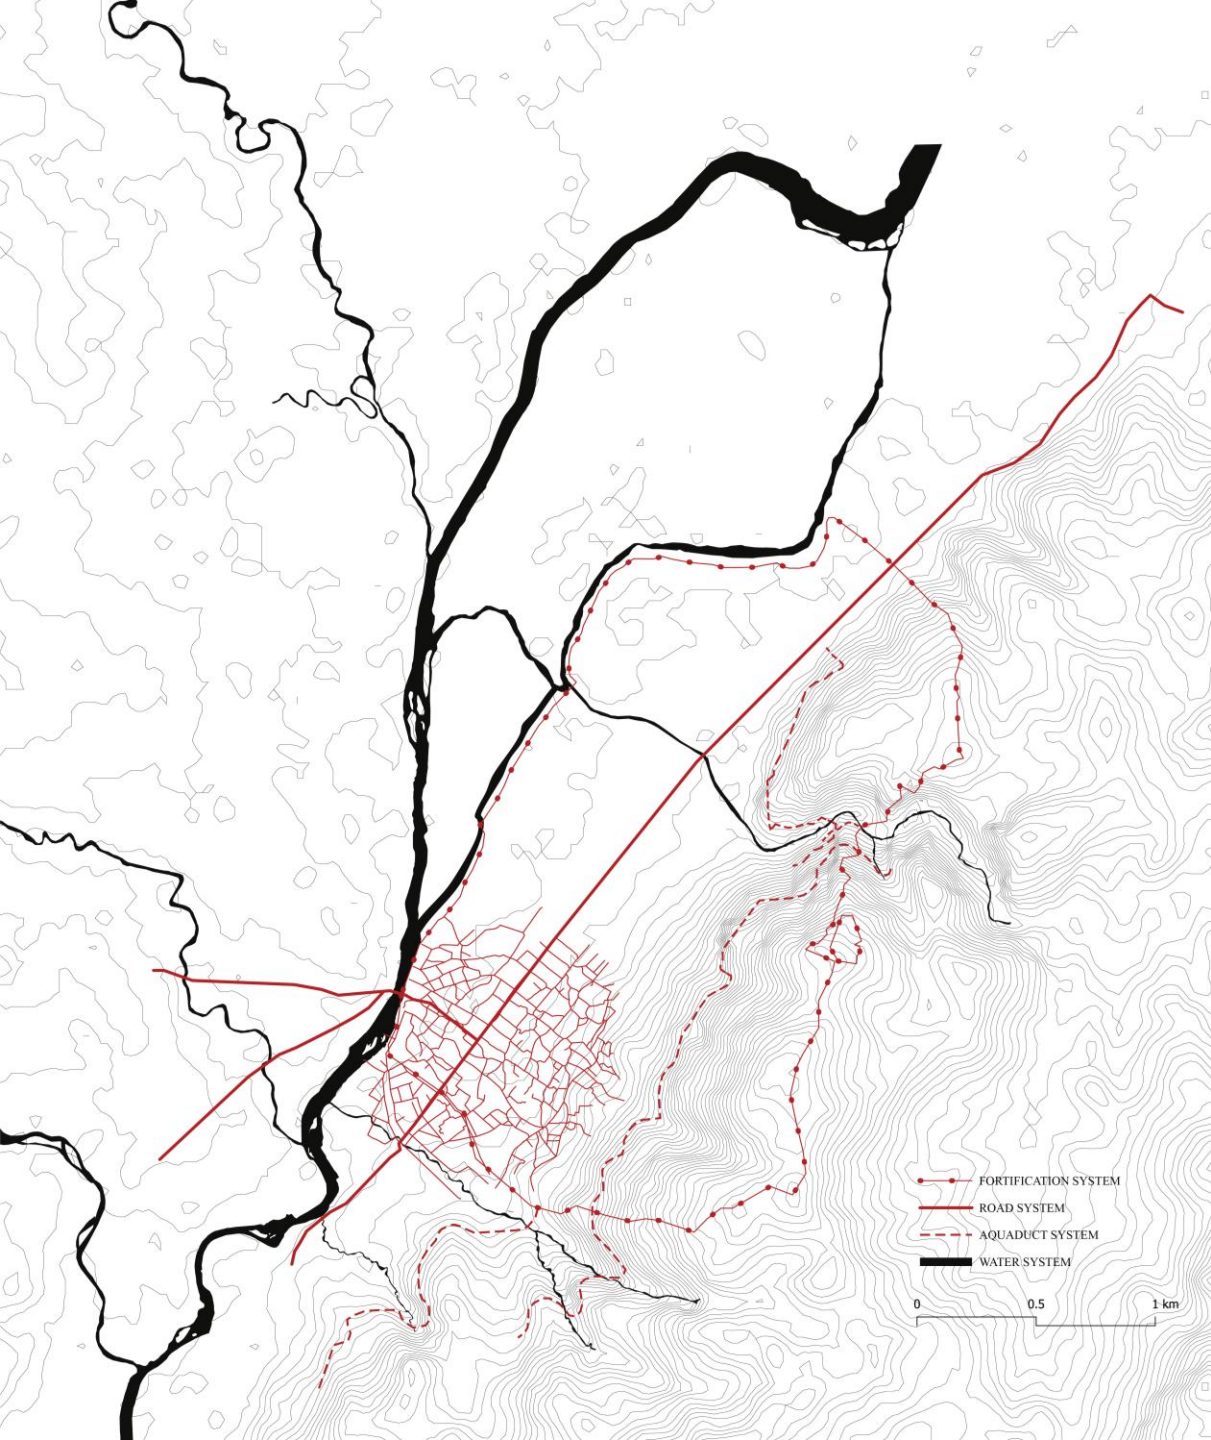 FORTIFICATION SYSTEM
ROAD SYSTEM
AQUADUCT SYSTEM
WATER SYSTEM
0 0.5 1 km